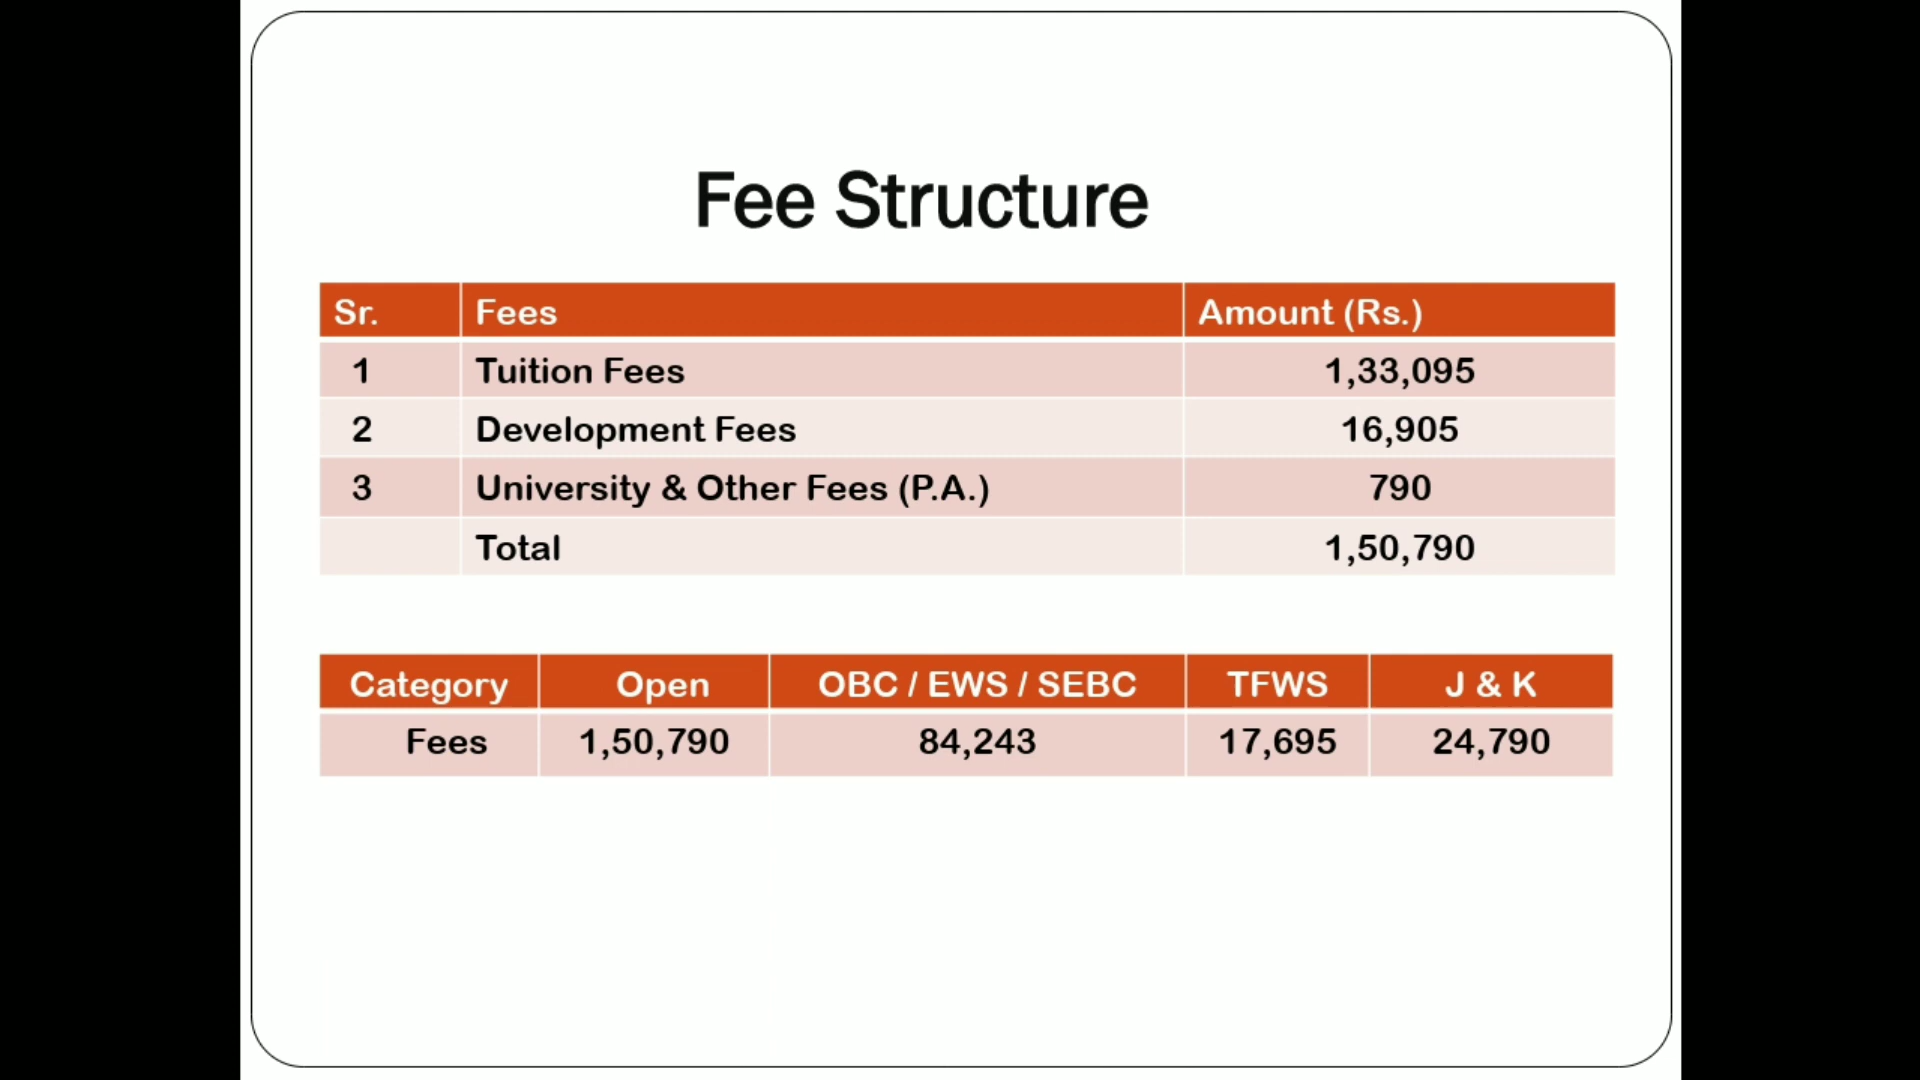 Fee Structure
Sr. Fees Amount (Rs.)
1 Tuition Fees 1,33,095
2 Development Fees 16,905
3 University & Other Fees (P.A.) 790
Total 1,50,790
Category Open OBC / EWS / SEBC TFWS J & K
Fees 1,50,790 84,243 17,695 24,790